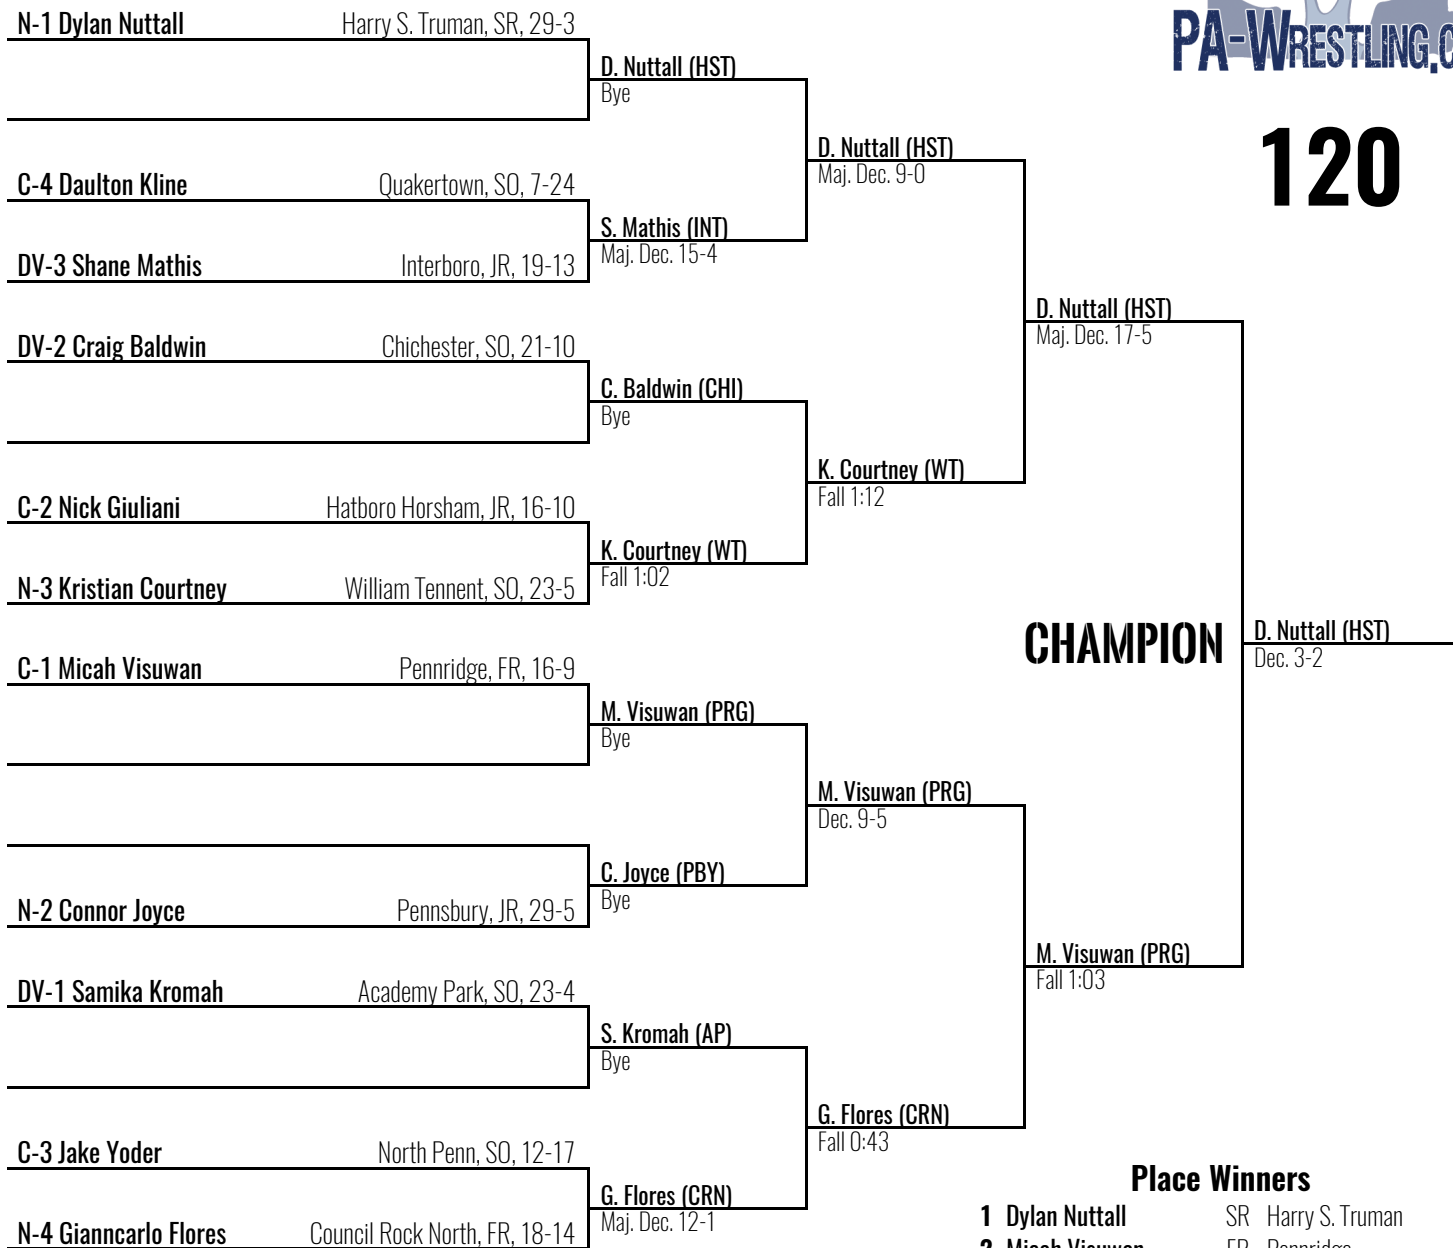 N-1 Dylan Nuttall Harry S. Truman, SR, 29-3
D. Nuttall (HST)
Bye
PA-WRESTLING.C
120
D. Nuttall (HST)
Maj. Dec. 9-0
C-4 Daulton Kline Quakertown, SO, 7-24
S. Mathis (INT)
Maj. Dec. 15-4
DV-3 Shane Mathis Interboro, JR, 19-13
D. Nuttall (HST)
Maj. Dec. 17-5
DV-2 Craig Baldwin Chichester, SO, 21-10
C. Baldwin (CHI)
Bye
K. Courtney (WT)
Fall 1:12
C-2 Nick Giuliani Hatboro Horsham, JR, 16-10
K. Courtney (WT)
Fall 1:02
N-3 Kristian Courtney William Tennent, SO, 23-5
CHAMPION
D. Nuttall (HST)
Dec. 3-2
C-1 Micah Visuwan Pennridge, FR, 16-9
M. Visuwan (PRG)
Bye
M. Visuwan (PRG)
Dec. 9-5
C. Joyce (PBY)
Bye
N-2 Connor Joyce Pennsbury, JR, 29-5
M. Visuwan (PRG)
Fall 1:03
DV-1 Samika Kromah Academy Park, SO, 23-4
S. Kromah (AP)
Bye
G. Flores (CRN)
Fall 0:43
C-3 Jake Yoder North Penn, SO, 12-17
G. Flores (CRN)
Maj. Dec. 12-1
N-4 Gianncarlo Flores Council Rock North, FR, 18-14
Place Winners
1 Dylan Nuttall SR Harry S. Truman
2 Micah Visuwan FR Pennridge